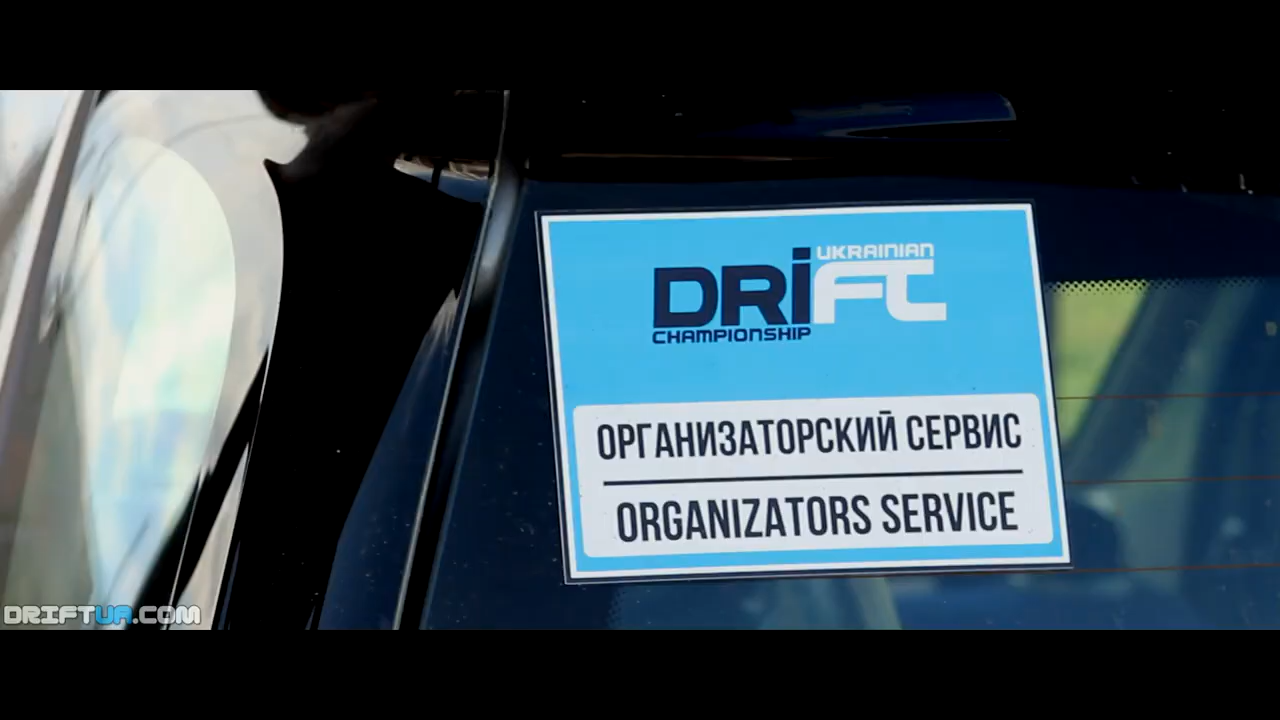 UKRAINIAN
DRiFT
CHAMPIONSHIP
ОРГАНИЗАТОРСКИЙ СЕРВИС
ORGANIZATORS SERVICE
DRIFTUA.COM